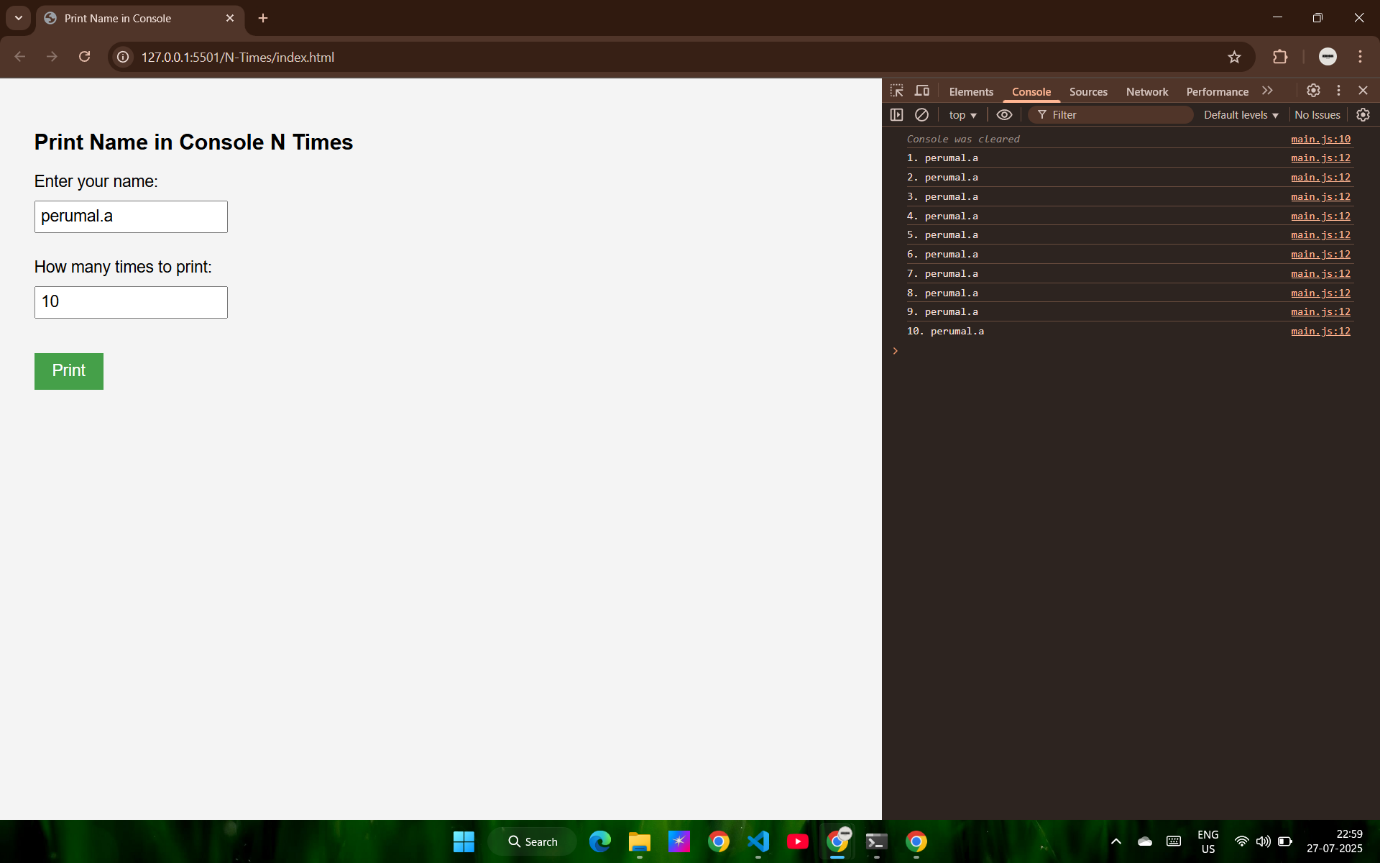 Print Name in Console
127.0.0.1:5501/N-Times/index.html
Print Name in Console N Times
Enter your name:
perumal.a
How many times to print:
10
Print
Elements Console Sources Network Performance
top Filter Default levels No Issues
Console was cleared main.js:10
1. perumal.a main.js:12
2. perumal.a main.js:12
3. perumal.a main.js:12
4. perumal.a main.js:12
5. perumal.a main.js:12
6. perumal.a main.js:12
7. perumal.a main.js:12
8. perumal.a main.js:12
9. perumal.a main.js:12
10. perumal.a main.js:12
Search
ENG
US
22:59
27-07-2025